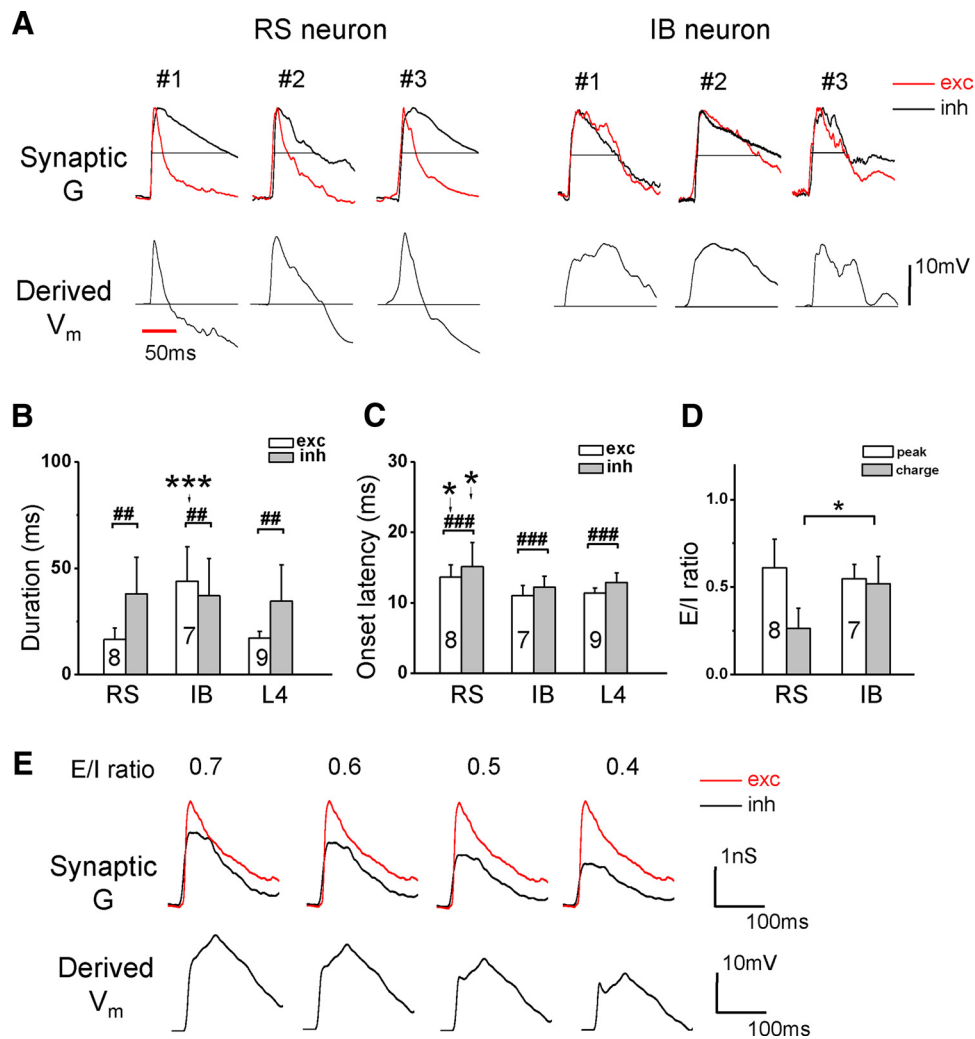 A
RS neuron
IB neuron
#1 #2 #3
#1 #2 #3
exc
inh
Synaptic
G
Derived
Vm
10mV
50ms
B
exc
inh
100
50
0
Duration (ms)
##
***
##
##
8
7
9
RS IB L4
C
exc
inh
30
20
10
0
Onset latency (ms)
* *
###
###
###
8
7
9
RS IB L4
D
peak
charge
1.0
0.5
0.0
E/I ratio
*
8
7
RS IB
E
E/I ratio 0.7 0.6 0.5 0.4
exc
inh
Synaptic
G
1nS
100ms
Derived
Vm
10mV
100ms